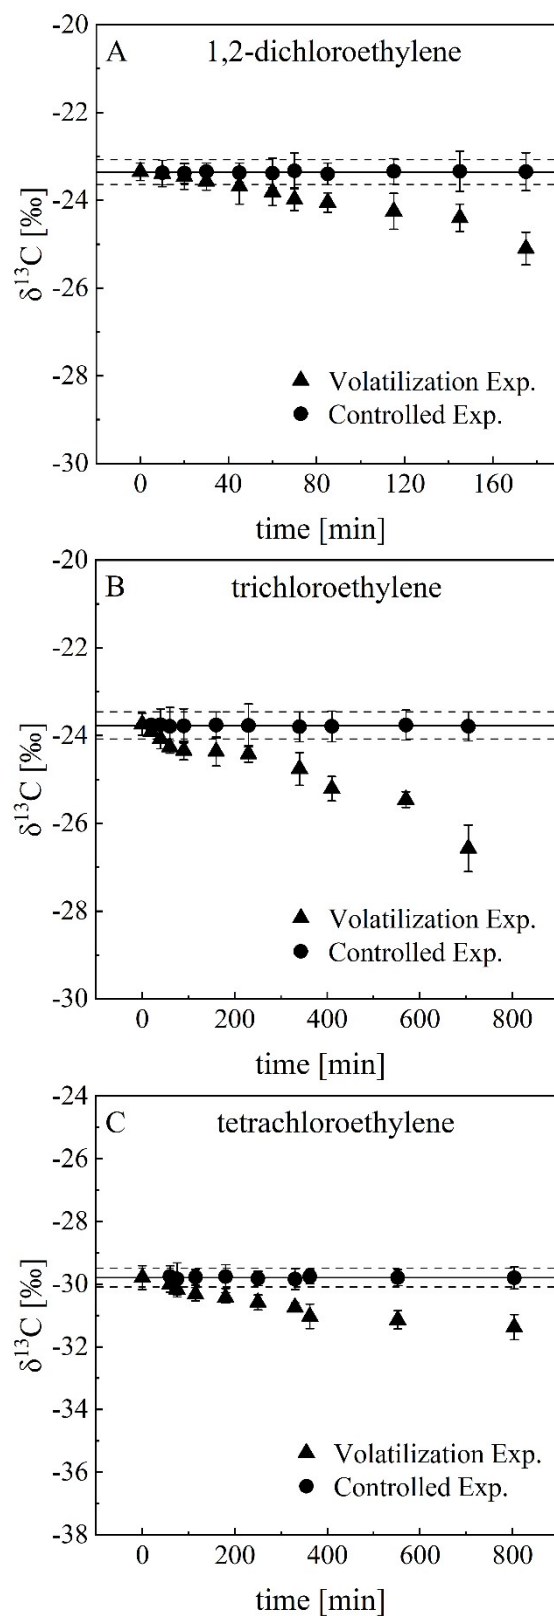 A 1,2-dichloroethylene
-20
-22
-24
-26
-28
-30
δ¹³C [‰]
Volatilization Exp.
Controlled Exp.
0 40 80 120 160
time [min]
B trichloroethylene
-20
-22
-24
-26
-28
-30
δ¹³C [‰]
Volatilization Exp.
Controlled Exp.
0 200 400 600 800
time [min]
C tetrachloroethylene
-24
-26
-28
-30
-32
-34
-36
-38
δ¹³C [‰]
Volatilization Exp.
Controlled Exp.
0 200 400 600 800
time [min]